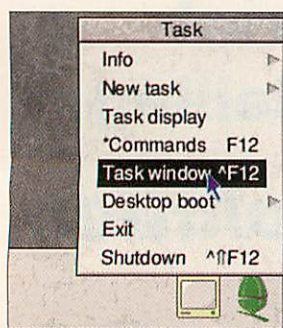 Task
Info
New task
Task display
*Commands F12
Task window ^F12
Desktop boot
Exit
Shutdown ^⇑F12